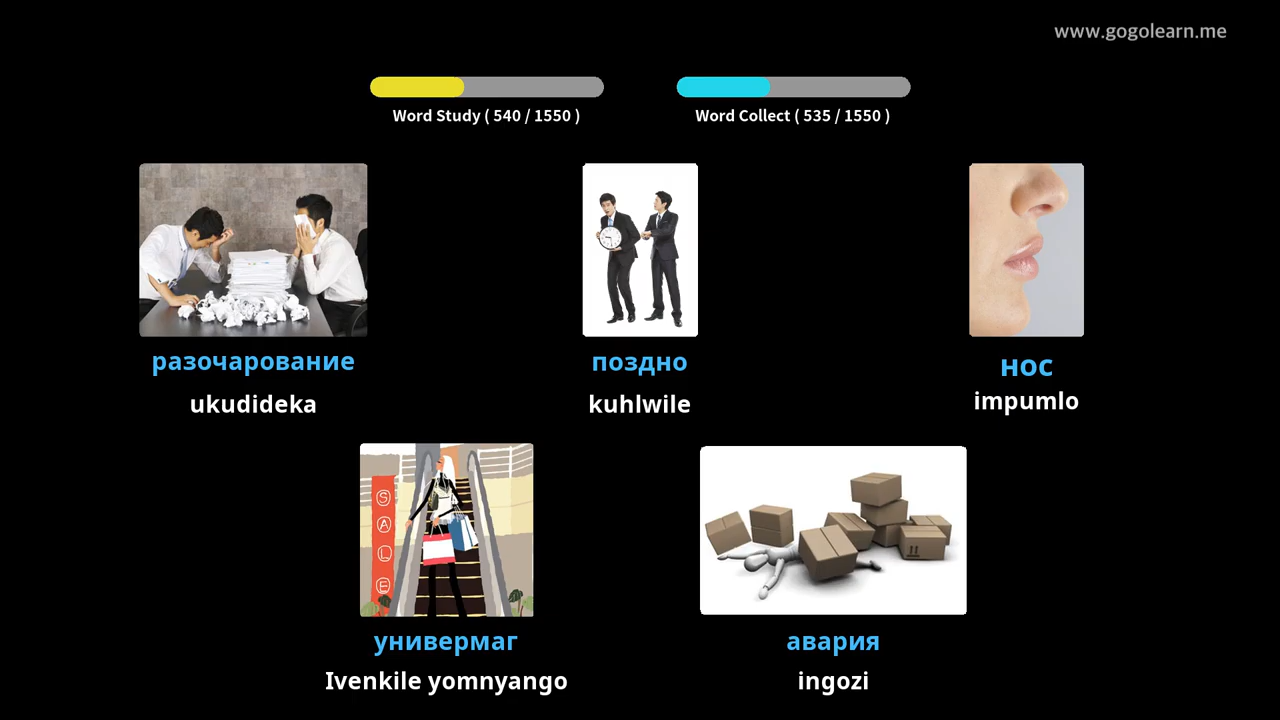 www.gogolearn.me
Word Study ( 540 / 1550 )
Word Collect ( 535 / 1550 )
разочарование
ukudideka
поздно
kuhlwile
нос
impumlo
SALE
универмаг
Ivenkile yomnyango
авария
ingozi